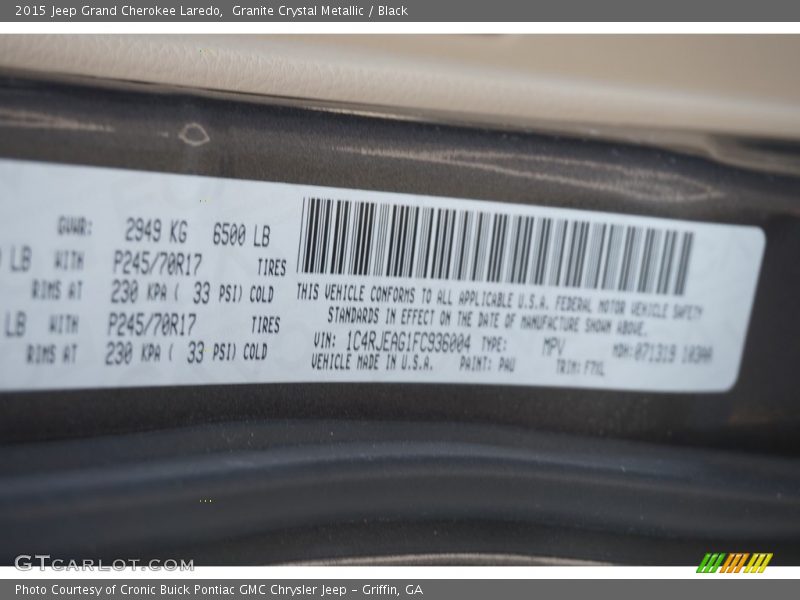 2015 Jeep Grand Cherokee Laredo, Granite Crystal Metallic / Black
GVWR: 2949 KG 6500 LB
LB WITH P245/70R17 TIRES
RIMS AT 230 KPA ( 33 PSI) COLD
LB WITH P245/70R17 TIRES
RIMS AT 230 KPA ( 33 PSI) COLD
THIS VEHICLE CONFORMS TO ALL APPLICABLE U.S.A. FEDERAL MOTOR VEHICLE SAFETY
STANDARDS IN EFFECT ON THE DATE OF MANUFACTURE SHOWN ABOVE.
VIN: 1C4RJEAG1FC936004 TYPE: MPV MDH:071319
VEHICLE MADE IN U.S.A. PAINT: PAU TRIM:
GTCARLOT.COM
Photo Courtesy of Cronic Buick Pontiac GMC Chrysler Jeep - Griffin, GA